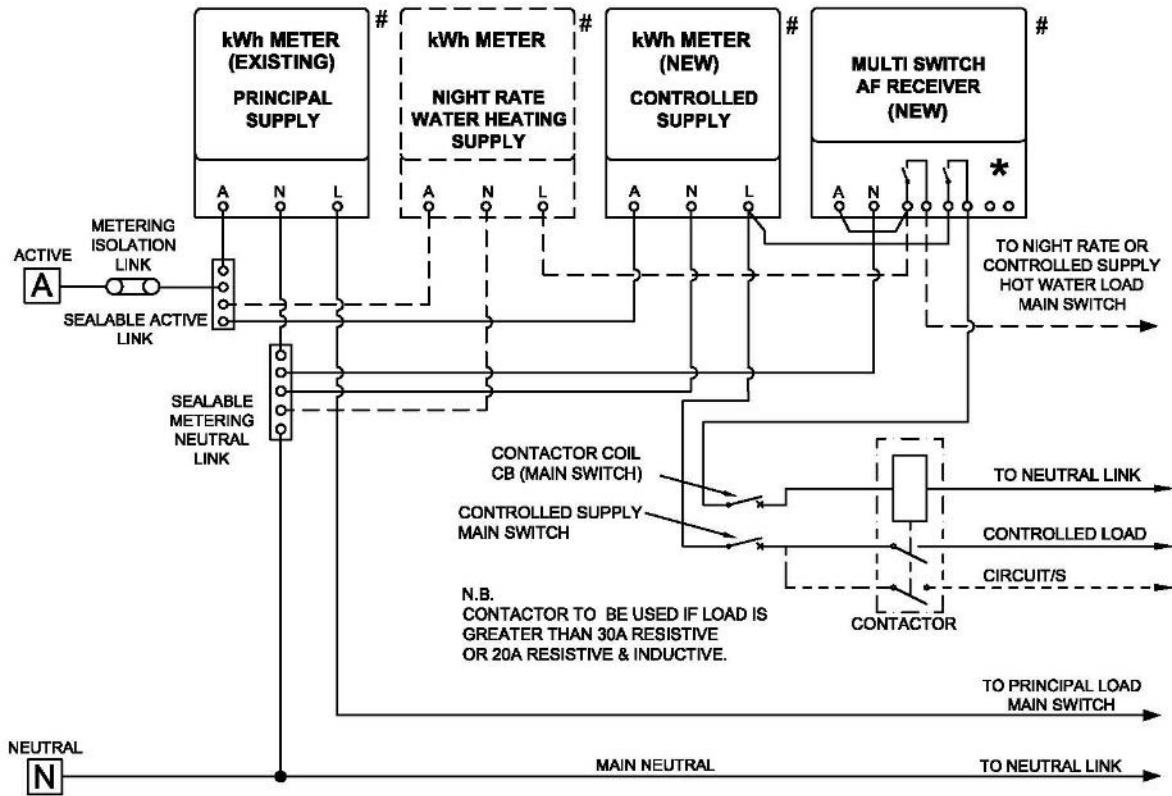 kWh METER
(EXISTING)
PRINCIPAL
SUPPLY
#
kWh METER
NIGHT RATE
WATER HEATING
SUPPLY
#
kWh METER
(NEW)
CONTROLLED
SUPPLY
#
MULTI SWITCH
AF RECEIVER
(NEW)
#
A N L
A N L
A N L
A N
*
METERING
ISOLATION
LINK
ACTIVE
A
SEALABLE ACTIVE
LINK
TO NIGHT RATE OR
CONTROLLED SUPPLY
HOT WATER LOAD
MAIN SWITCH
SEALABLE
METERING
NEUTRAL
LINK
CONTACTOR COIL
CB (MAIN SWITCH)
TO NEUTRAL LINK
CONTROLLED SUPPLY
MAIN SWITCH
CONTROLLED LOAD
CIRCUIT/S
CONTACTOR
N.B.
CONTACTOR TO BE USED IF LOAD IS
GREATER THAN 30A RESISTIVE
OR 20A RESISTIVE & INDUCTIVE.
TO PRINCIPAL LOAD
MAIN SWITCH
NEUTRAL
N
MAIN NEUTRAL
TO NEUTRAL LINK